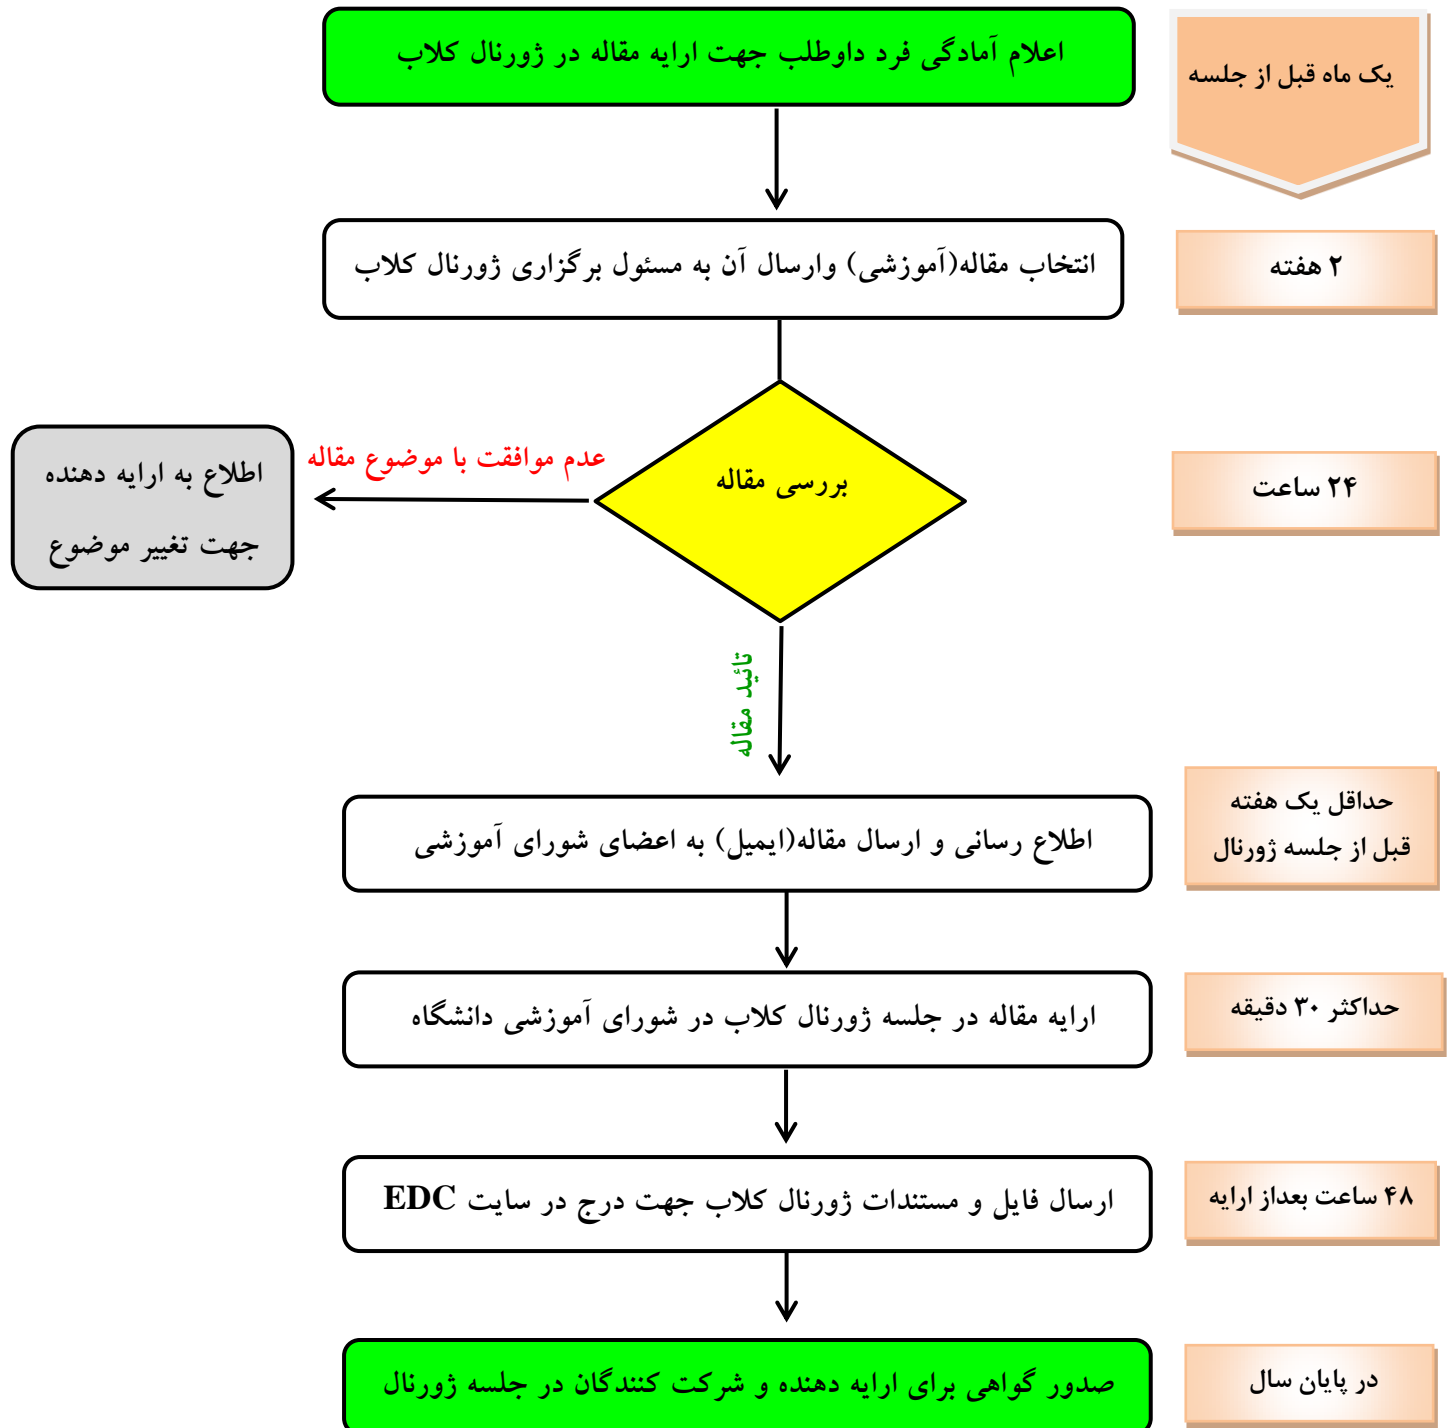 اعلام آمادگی فرد داوطلب جهت ارایه مقاله در ژورنال کلاب
یک ماه قبل از جلسه
انتخاب مقاله(آموزشی) وارسال آن به مسئول برگزاری ژورنال کلاب
۲ هفته
بررسی مقاله
۲۴ ساعت
عدم موافقت با موضوع مقاله
اطلاع به ارایه دهنده
جهت تغییر موضوع
تائید مقاله
حداقل یک هفته
قبل از جلسه ژورنال
اطلاع رسانی و ارسال مقاله(ایمیل) به اعضای شورای آموزشی
ارایه مقاله در جلسه ژورنال کلاب در شورای آموزشی دانشگاه
حداکثر ۳۰ دقیقه
ارسال فایل و مستندات ژورنال کلاب جهت درج در سایت EDC
۴۸ ساعت بعداز ارایه
صدور گواهی برای ارایه دهنده و شرکت کنندگان در جلسه ژورنال
در پایان سال